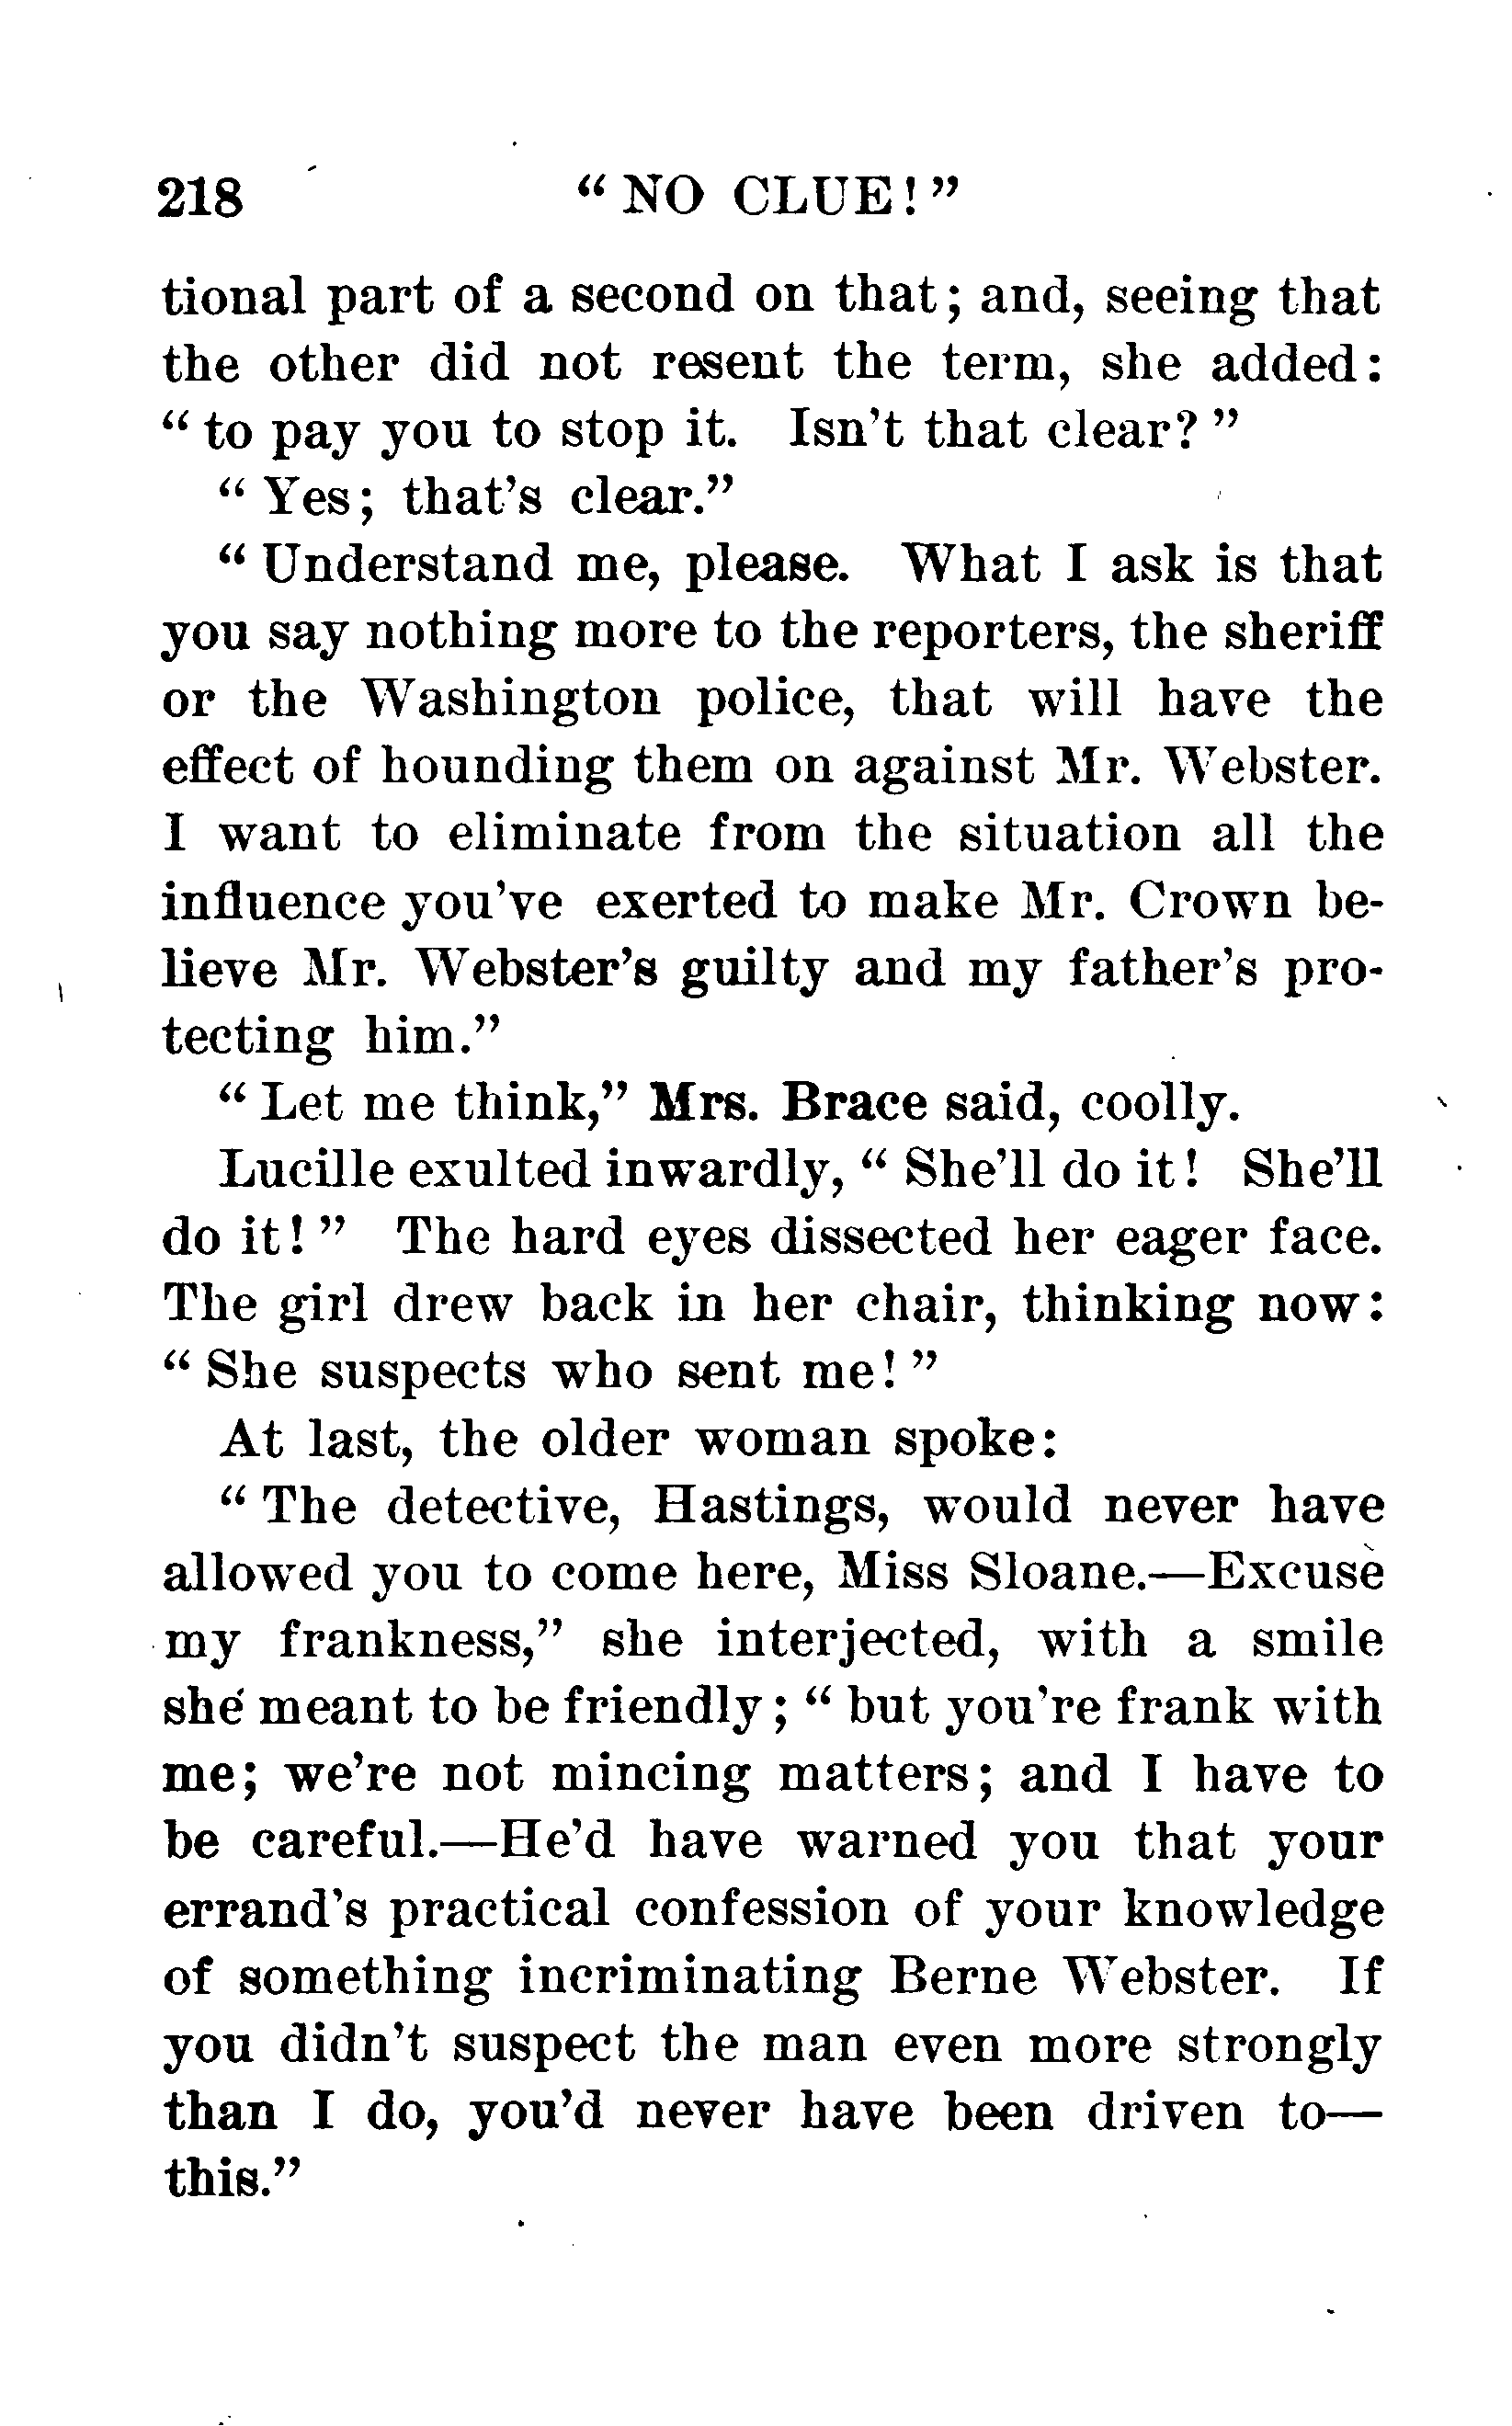 218 “ NO CLUE! ”
tional part of a second on that; and, seeing that
the other did not resent the term, she added:
“ to pay you to stop it. Isn't that clear? ”
“ Yes; that's clear.”
“ Understand me, please. What I ask is that
you say nothing more to the reporters, the sheriff
or the Washington police, that will have the
effect of hounding them on against Mr. Webster.
I want to eliminate from the situation all the
influence you've exerted to make Mr. Crown be-
lieve Mr. Webster's guilty and my father's pro-
tecting him.”
“ Let me think,” Mrs. Brace said, coolly.
Lucille exulted inwardly, “ She'll do it! She'll
do it! ” The hard eyes dissected her eager face.
The girl drew back in her chair, thinking now:
“ She suspects who sent me! ”
At last, the older woman spoke:
“ The detective, Hastings, would never have
allowed you to come here, Miss Sloane.—Excuse
my frankness,” she interjected, with a smile
she meant to be friendly; “ but you're frank with
me; we're not mincing matters; and I have to
be careful.—He'd have warned you that your
errand's practical confession of your knowledge
of something incriminating Berne Webster. If
you didn't suspect the man even more strongly
than I do, you'd never have been driven to—
this.”